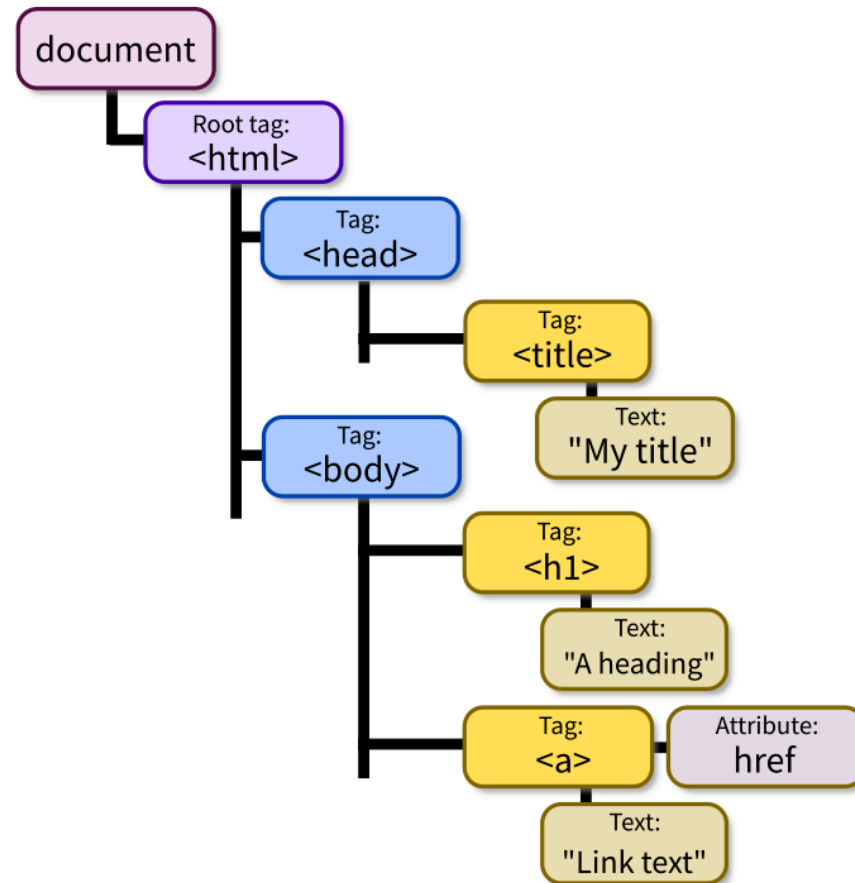 document
Root tag:
<html>
Tag:
<head>
Tag:
<title>
Text:
"My title"
Tag:
<body>
Tag:
<h1>
Text:
"A heading"
Tag:
<a>
Attribute:
href
Text:
"Link text"